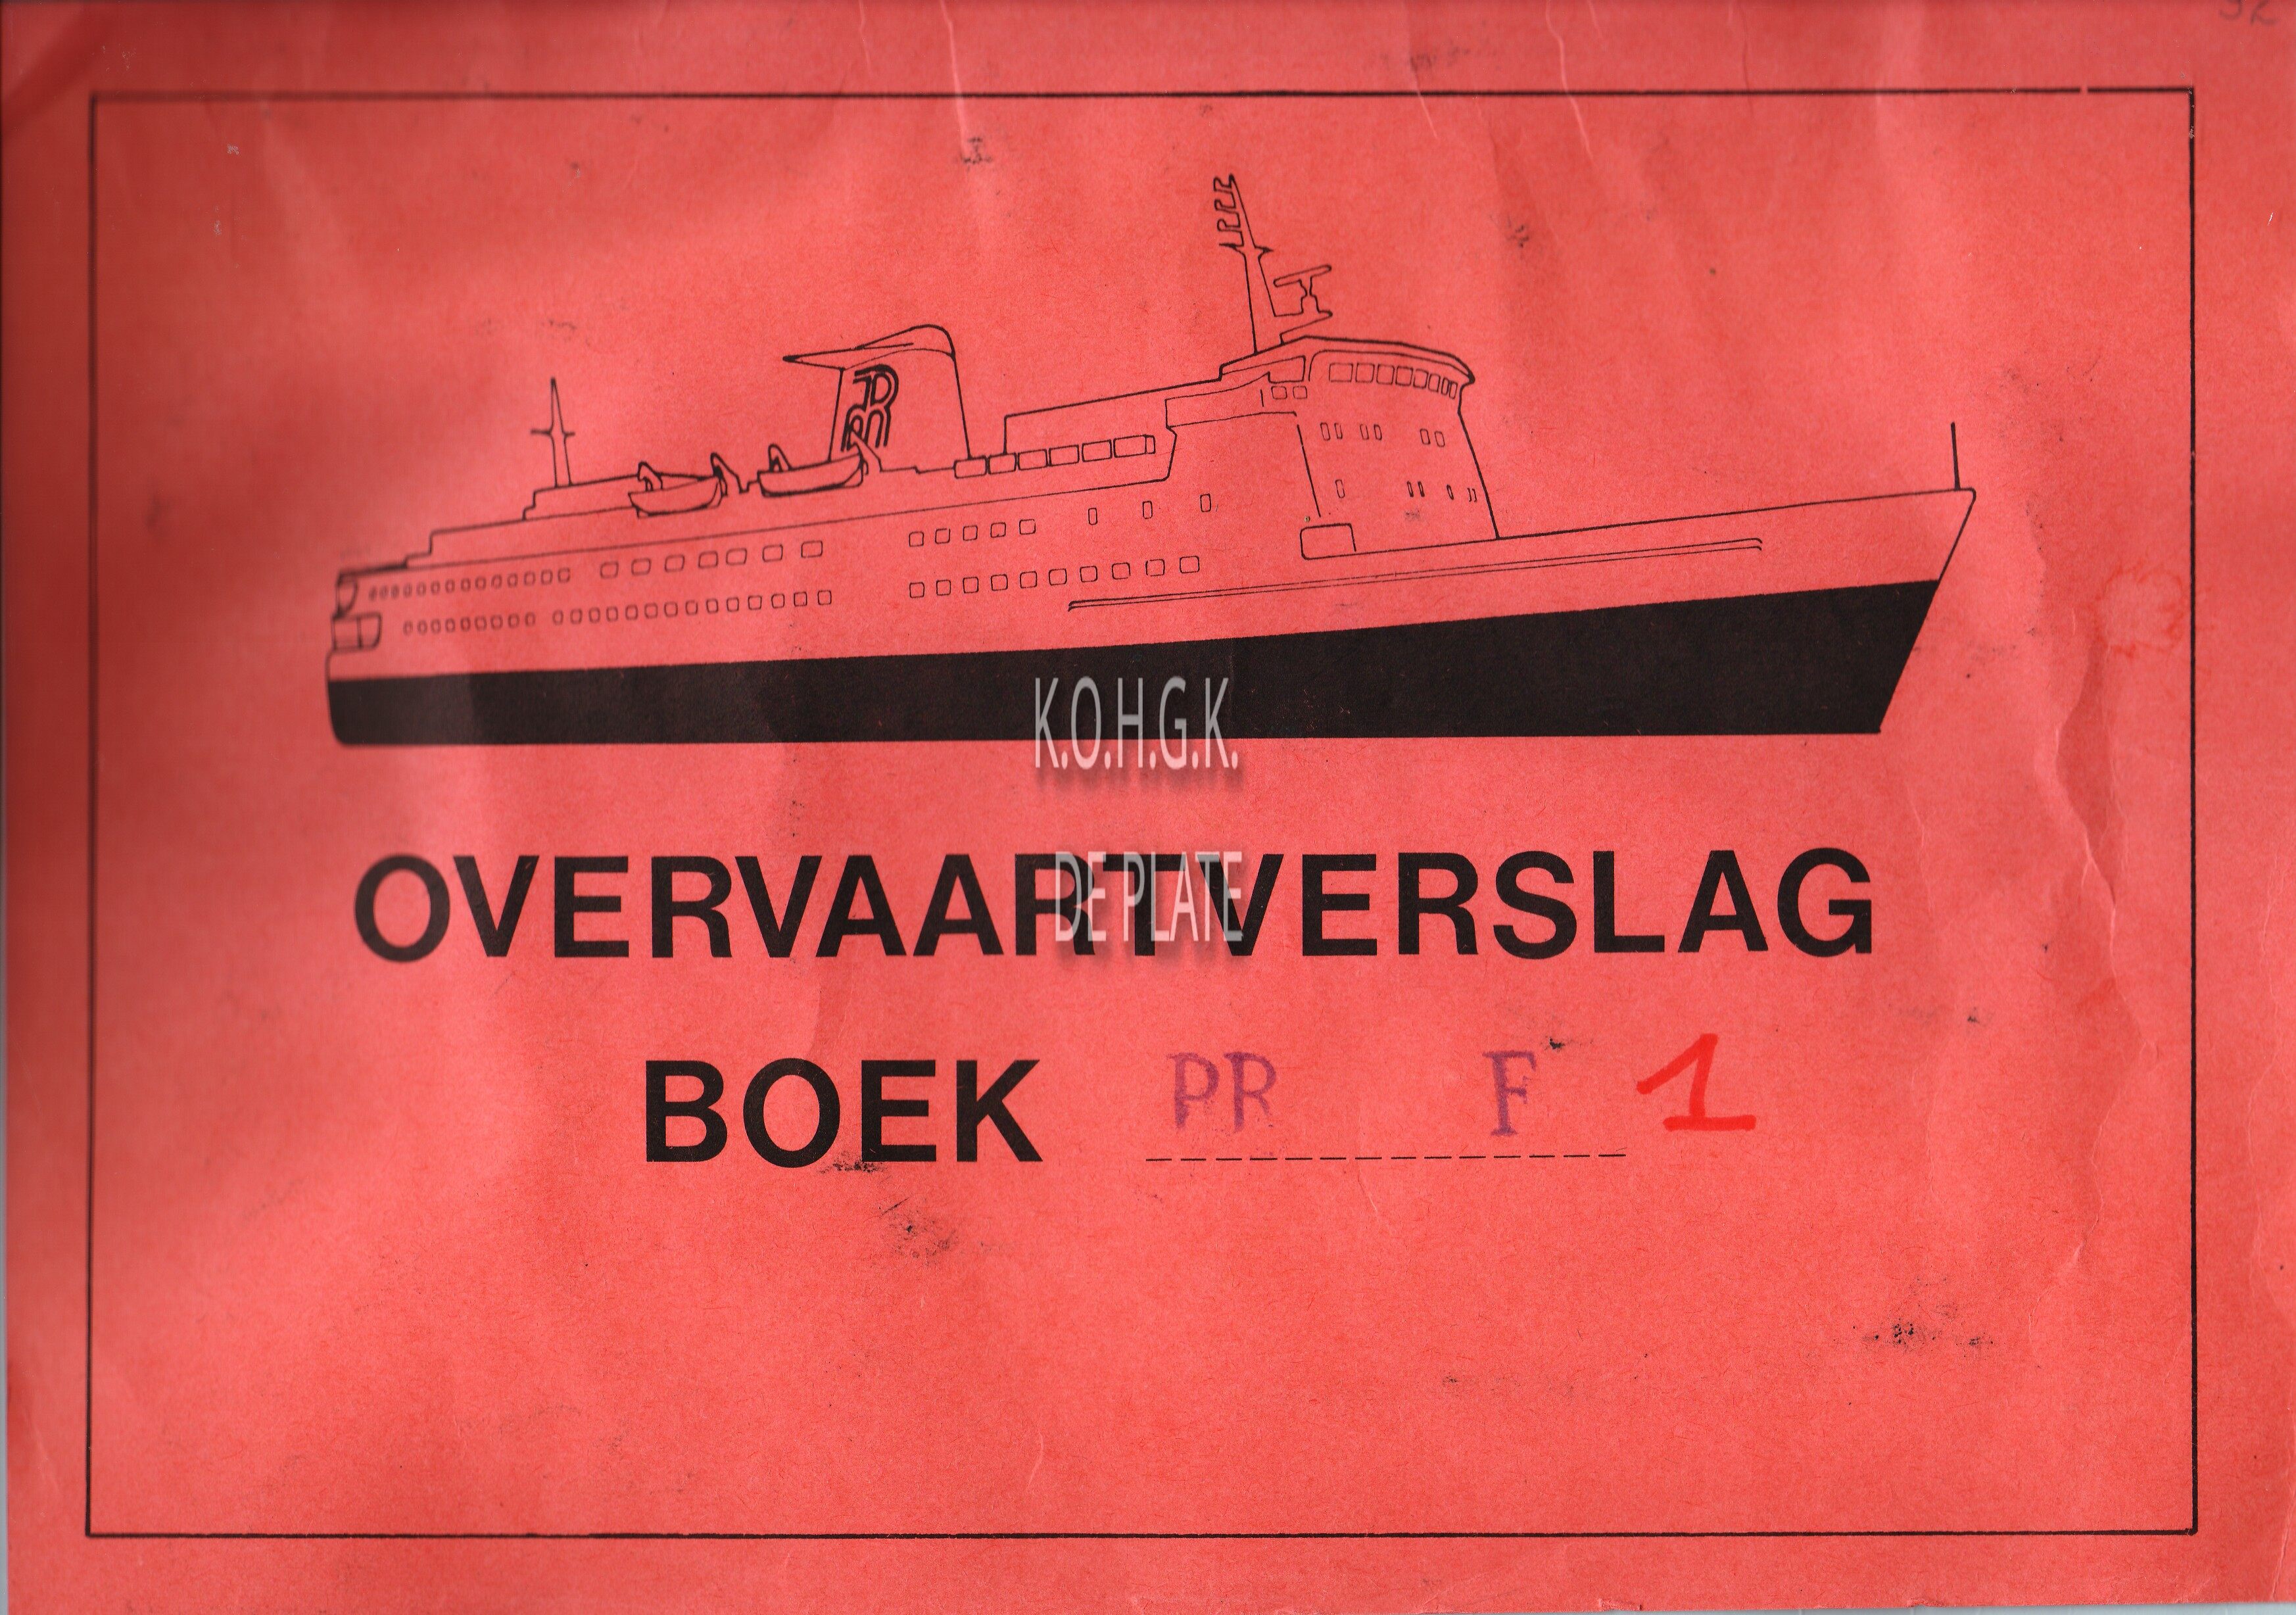 K.O.H.G.K.
DE PLATE
OVERVAARTVERSLAG
BOEK PR F 1